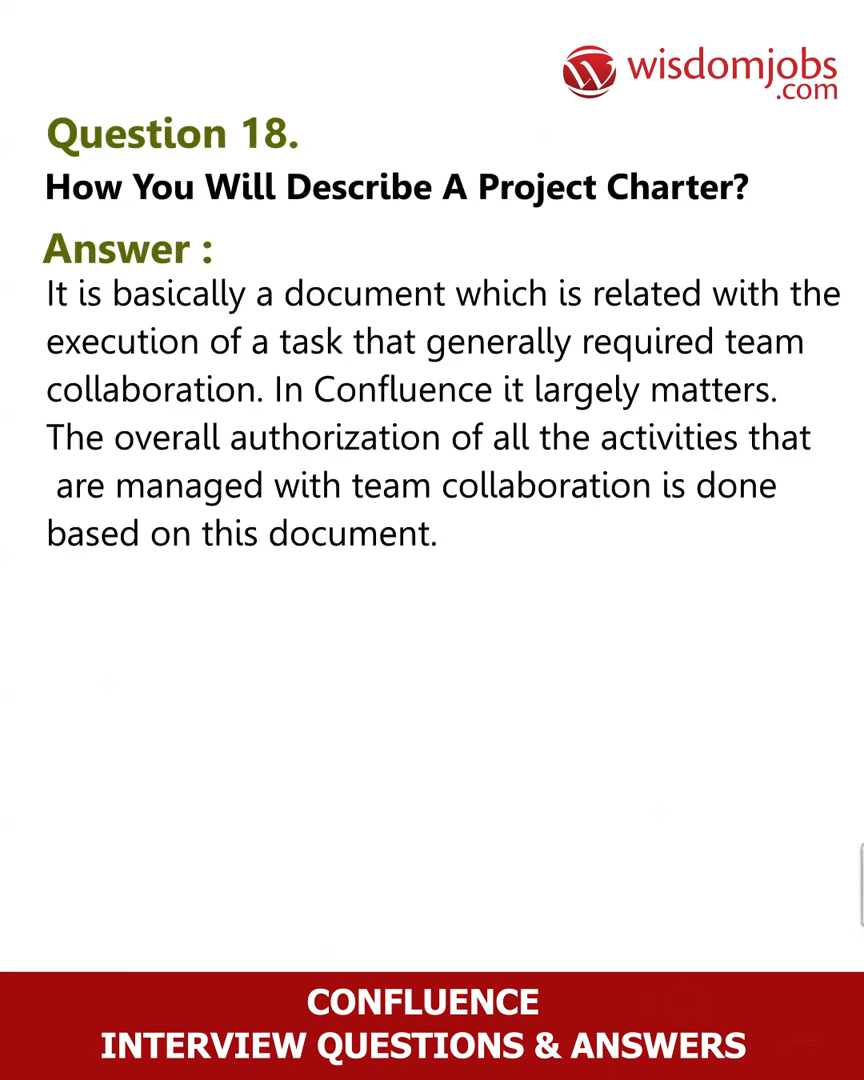 wisdomjobs
.com
Question 18.
How You Will Describe A Project Charter?
Answer :
It is basically a document which is related with the
execution of a task that generally required team
collaboration. In Confluence it largely matters.
The overall authorization of all the activities that
are managed with team collaboration is done
based on this document.
CONFLUENCE
INTERVIEW QUESTIONS & ANSWERS